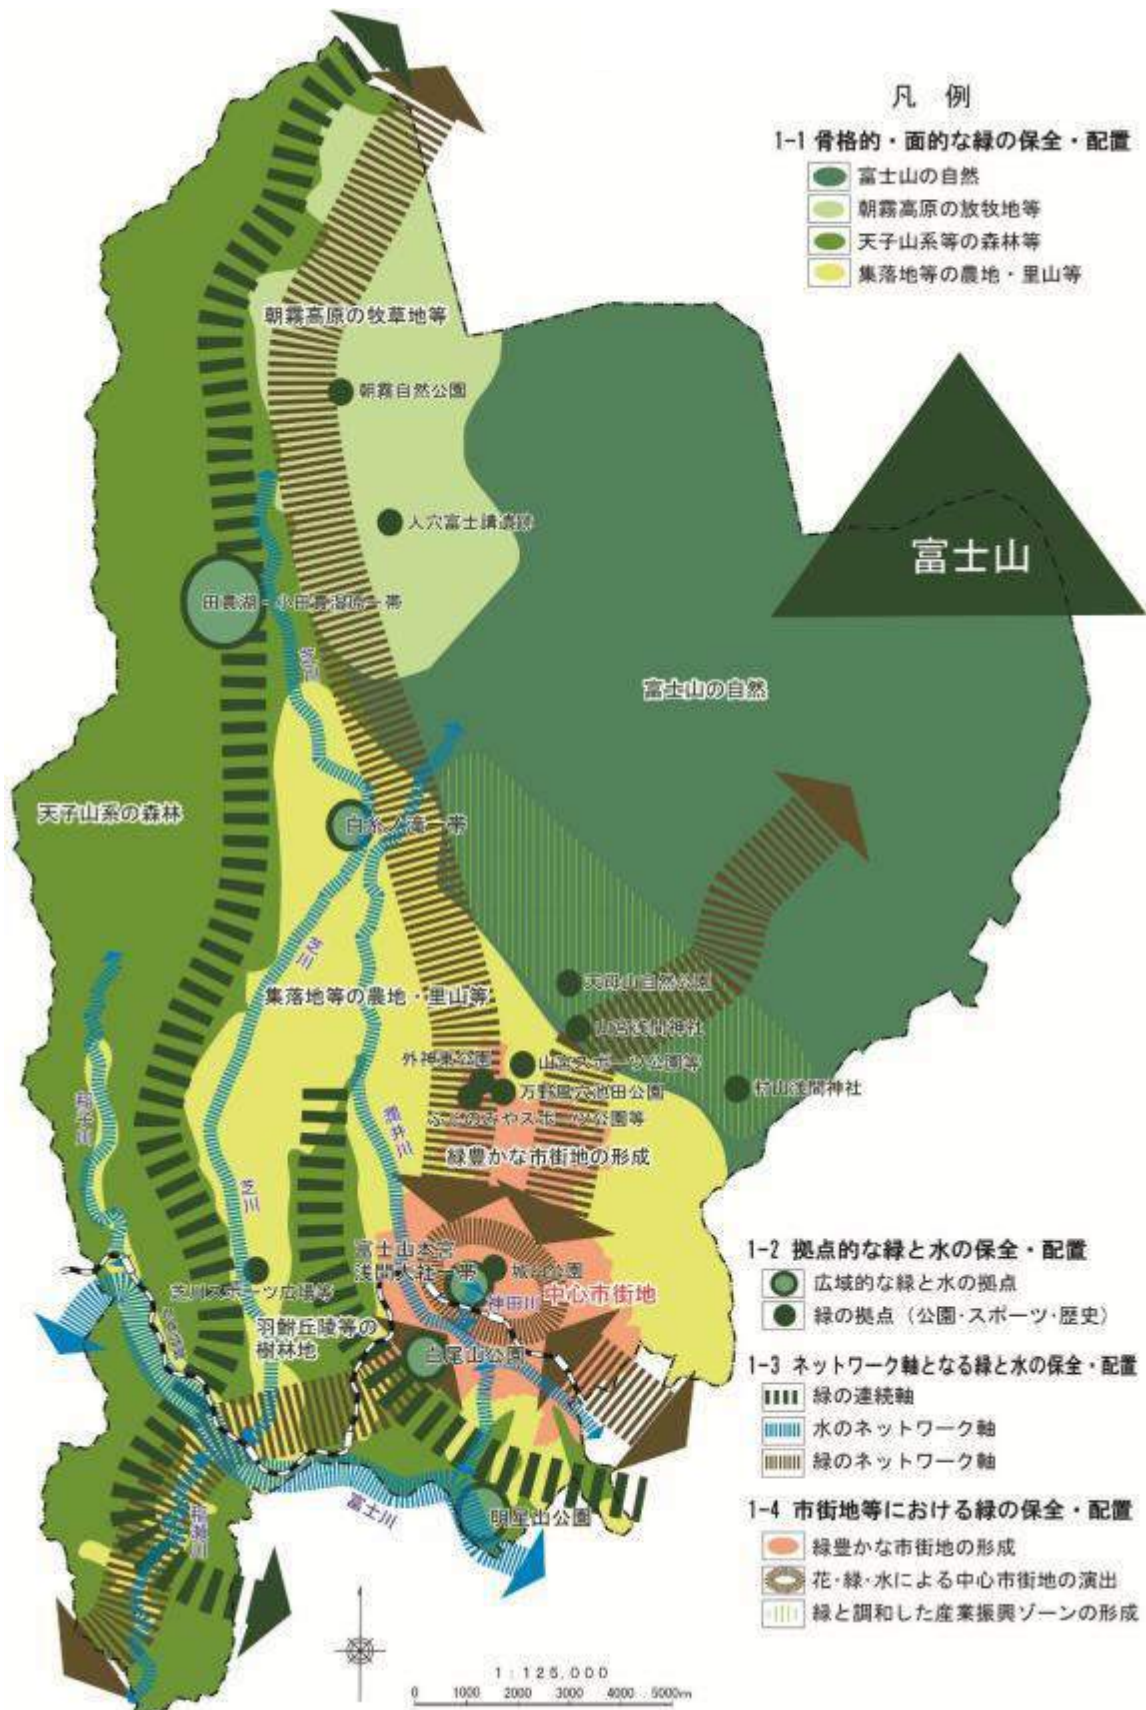 凡 例
1-1 骨格的・面的な緑の保全・配置
富士山の自然
朝霧高原の放牧地等
天子山系等の森林等
集落地等の農地・里山等
朝霧高原の牧草地等
朝霧自然公園
人穴富士講遺跡
富士山
田貫湖・小田貫湿原一帯
芝川
富士山の自然
天子山系の森林
白糸ノ滝一帯
芝川
天母山自然公園
集落地等の農地・里山等
山宮浅間神社
外神東公園
山宮スポーツ公園等
万野風穴池田公園
村山浅間神社
ふじのみやスポーツ公園等
稲子川
潤井川
緑豊かな市街地の形成
芝川
富士山本宮
浅間大社一帯
城山公園
芝川スポーツ広場等
神田川
中心市街地
羽鮒丘陵等の
樹林地
白尾山公園
富士川
明星山公園
稲瀬川
1-2 拠点的な緑と水の保全・配置
広域的な緑と水の拠点
緑の拠点（公園・スポーツ・歴史）
1-3 ネットワーク軸となる緑と水の保全・配置
緑の連続軸
水のネットワーク軸
緑のネットワーク軸
1-4 市街地等における緑の保全・配置
緑豊かな市街地の形成
花・緑・水による中心市街地の演出
緑と調和した産業振興ゾーンの形成
1：125,000
0 1000 2000 3000 4000 5000m